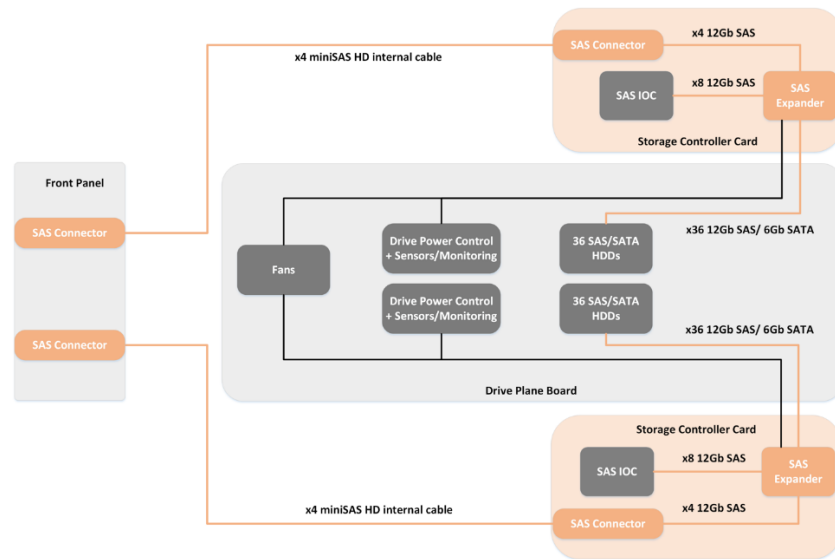 x4 12Gb SAS
SAS Connector
x4 miniSAS HD internal cable
x8 12Gb SAS
SAS IOC
SAS
Expander
Storage Controller Card
Front Panel
SAS Connector
Drive Power Control
+ Sensors/Monitoring
36 SAS/SATA
HDDs
x36 12Gb SAS/ 6Gb SATA
Fans
Drive Power Control
+ Sensors/Monitoring
36 SAS/SATA
HDDs
x36 12Gb SAS/ 6Gb SATA
SAS Connector
Drive Plane Board
Storage Controller Card
x8 12Gb SAS
SAS IOC
SAS
Expander
x4 miniSAS HD internal cable
x4 12Gb SAS
SAS Connector